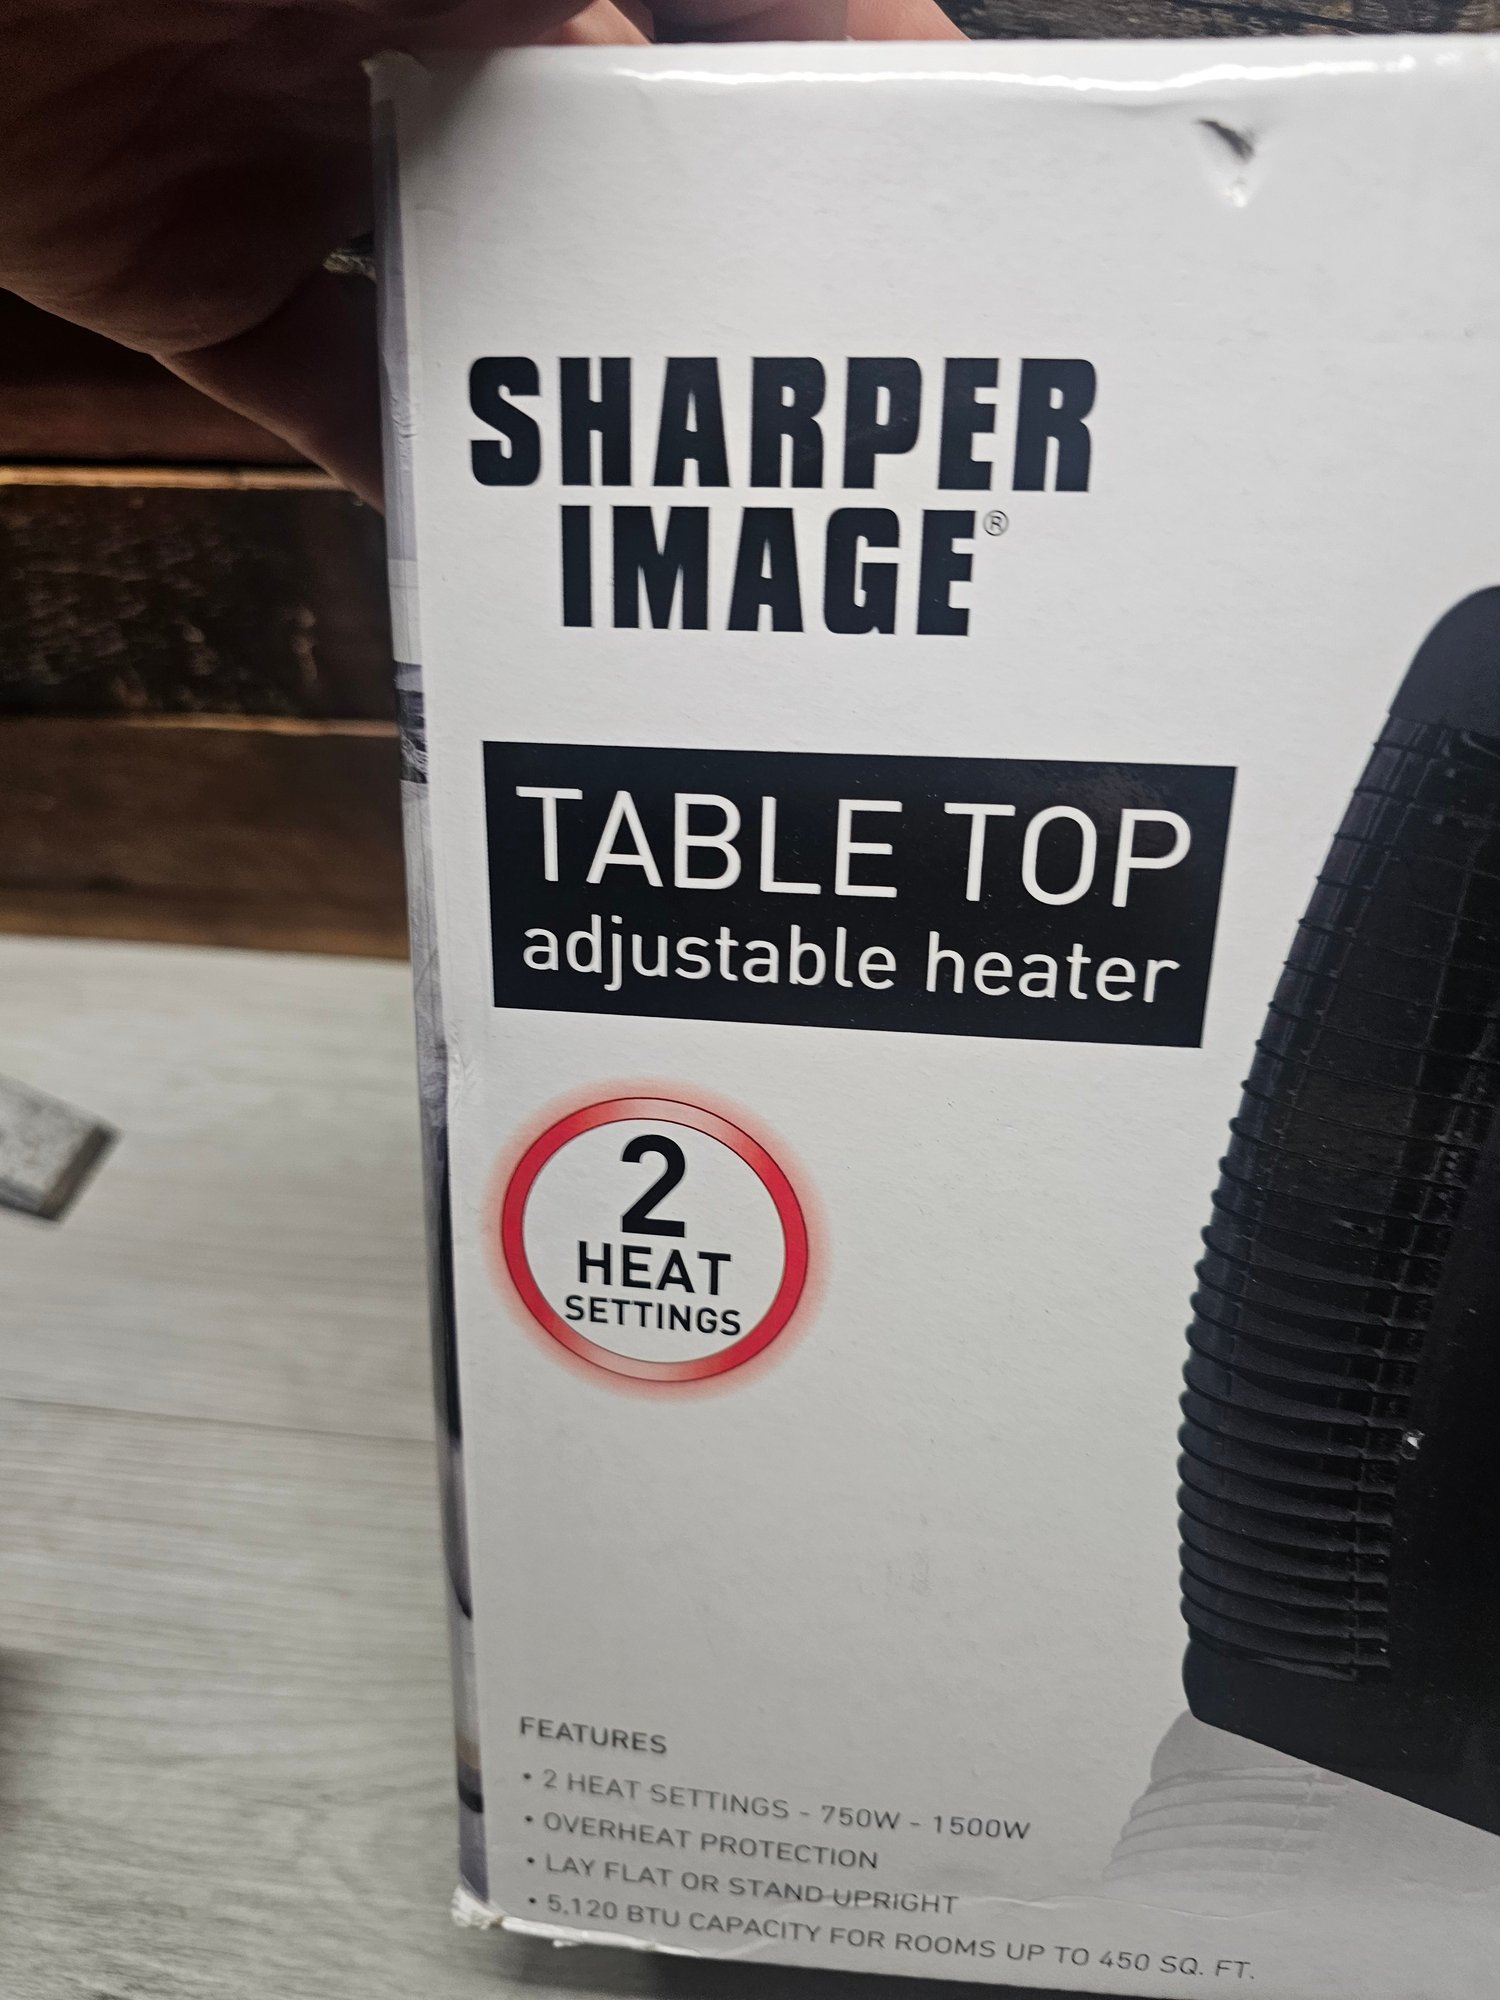 SHARPER
IMAGE®
TABLE TOP
adjustable heater
2
HEAT
SETTINGS
FEATURES
• 2 HEAT SETTINGS - 750W - 1500W
• OVERHEAT PROTECTION
• LAY FLAT OR STAND UPRIGHT
• 5,120 BTU CAPACITY FOR ROOMS UP TO 450 SQ. FT.